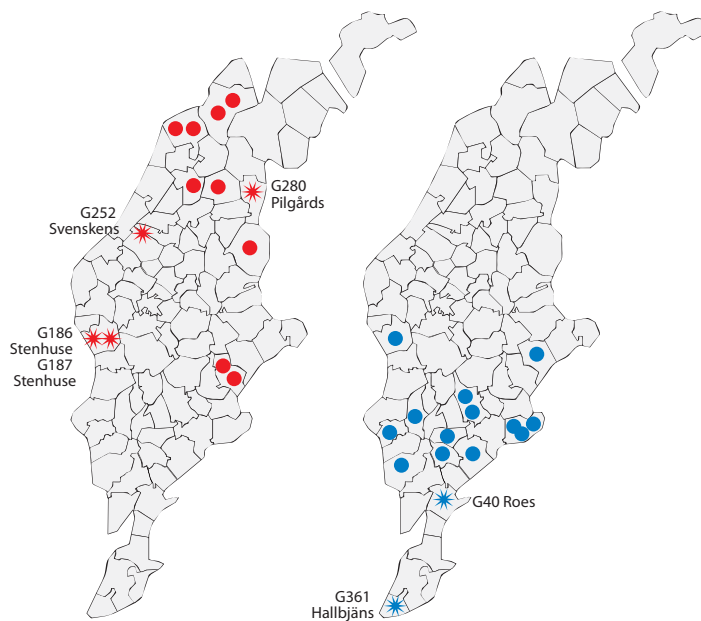 G280
Pilgårds
G252
Svenskens
G186
Stenhuse
G187
Stenhuse
G40 Roes
G361
Hallbjäns